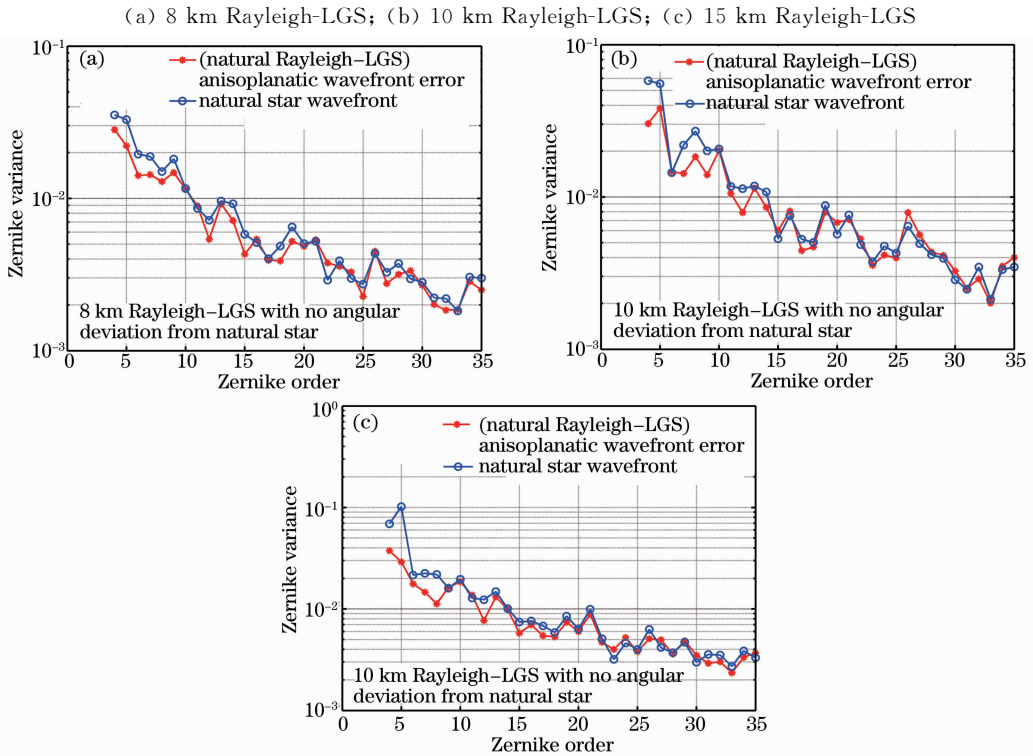 (a) 8 km Rayleigh-LGS; (b) 10 km Rayleigh-LGS; (c) 15 km Rayleigh-LGS
(a)
(natural Rayleigh–LGS)
anisoplanatic wavefront error
natural star wavefront
Zernike variance
10⁻¹
10⁻²
10⁻³
8 km Rayleigh–LGS with no angular
deviation from natural star
0 5 10 15 20 25 30 35
Zernike order
(b)
(natural Rayleigh–LGS)
anisoplanatic wavefront error
natural star wavefront
Zernike variance
10⁻¹
10⁻²
10⁻³
10 km Rayleigh–LGS with no angular
deviation from natural star
0 5 10 15 20 25 30 35
Zernike order
(c)
(natural Rayleigh–LGS)
anisoplanatic wavefront error
natural star wavefront
Zernike variance
10⁰
10⁻¹
10⁻²
10⁻³
10 km Rayleigh–LGS with no angular
deviation from natural star
0 5 10 15 20 25 30 35
Zernike order